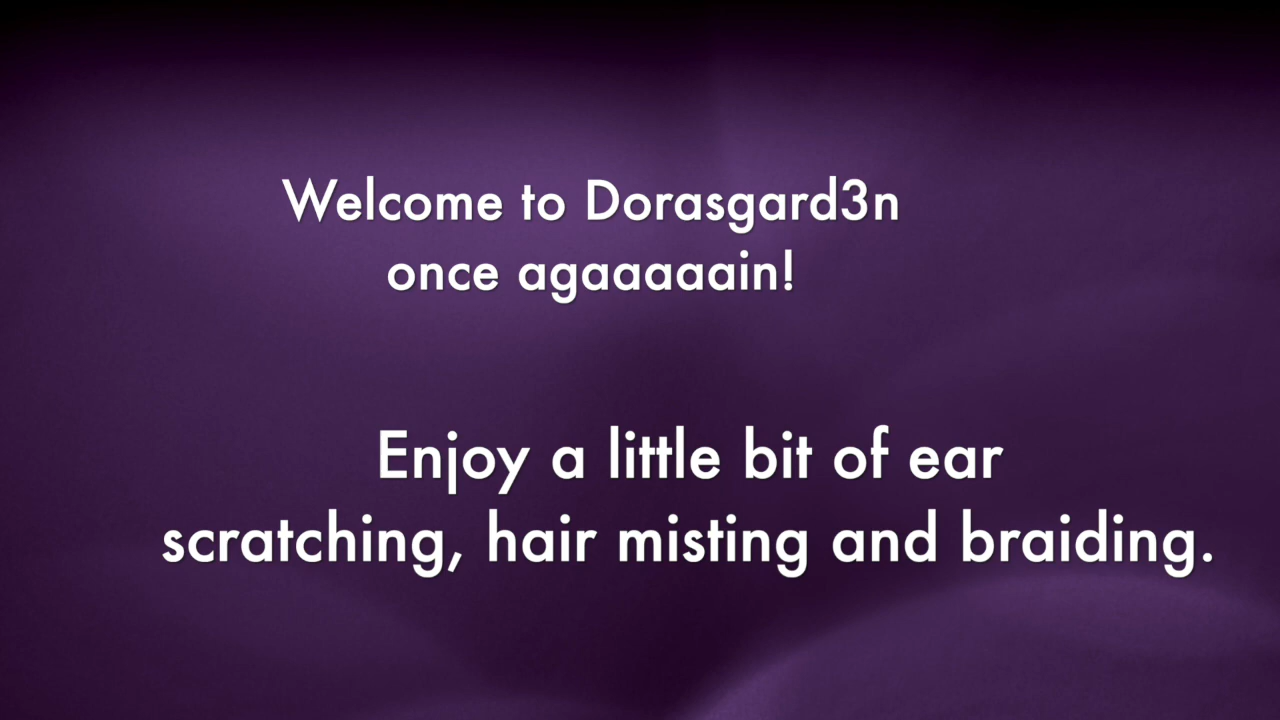 Welcome to Dorasgard3n
once agaaaaain!
Enjoy a little bit of ear
scratching, hair misting and braiding.